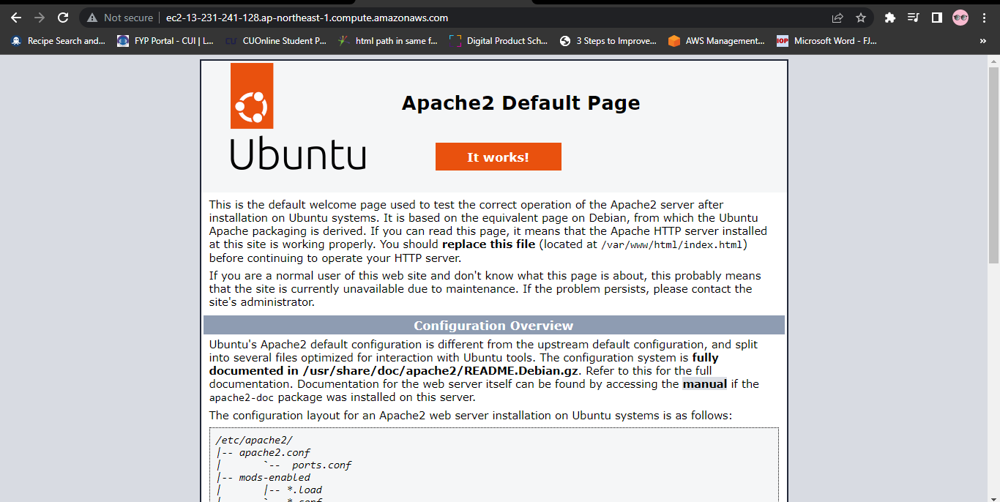 Not secure | ec2-13-231-241-128.ap-northeast-1.compute.amazonaws.com
Recipe Search and... FYP Portal - CUI | L... CUOnline Student P... html path in same f... Digital Product Sch... 3 Steps to Improve... AWS Management... IOP Microsoft Word - FJ... »
Apache2 Default Page
Ubuntu
It works!
This is the default welcome page used to test the correct operation of the Apache2 server after
installation on Ubuntu systems. It is based on the equivalent page on Debian, from which the Ubuntu
Apache packaging is derived. If you can read this page, it means that the Apache HTTP server installed
at this site is working properly. You should replace this file (located at /var/www/html/index.html)
before continuing to operate your HTTP server.
If you are a normal user of this web site and don't know what this page is about, this probably means
that the site is currently unavailable due to maintenance. If the problem persists, please contact the
site's administrator.
Configuration Overview
Ubuntu's Apache2 default configuration is different from the upstream default configuration, and split
into several files optimized for interaction with Ubuntu tools. The configuration system is fully
documented in /usr/share/doc/apache2/README.Debian.gz. Refer to this for the full
documentation. Documentation for the web server itself can be found by accessing the manual if the
apache2-doc package was installed on this server.
The configuration layout for an Apache2 web server installation on Ubuntu systems is as follows:
/etc/apache2/
|-- apache2.conf
|       `--  ports.conf
|-- mods-enabled
|       |-- *.load
|       `-- *.conf